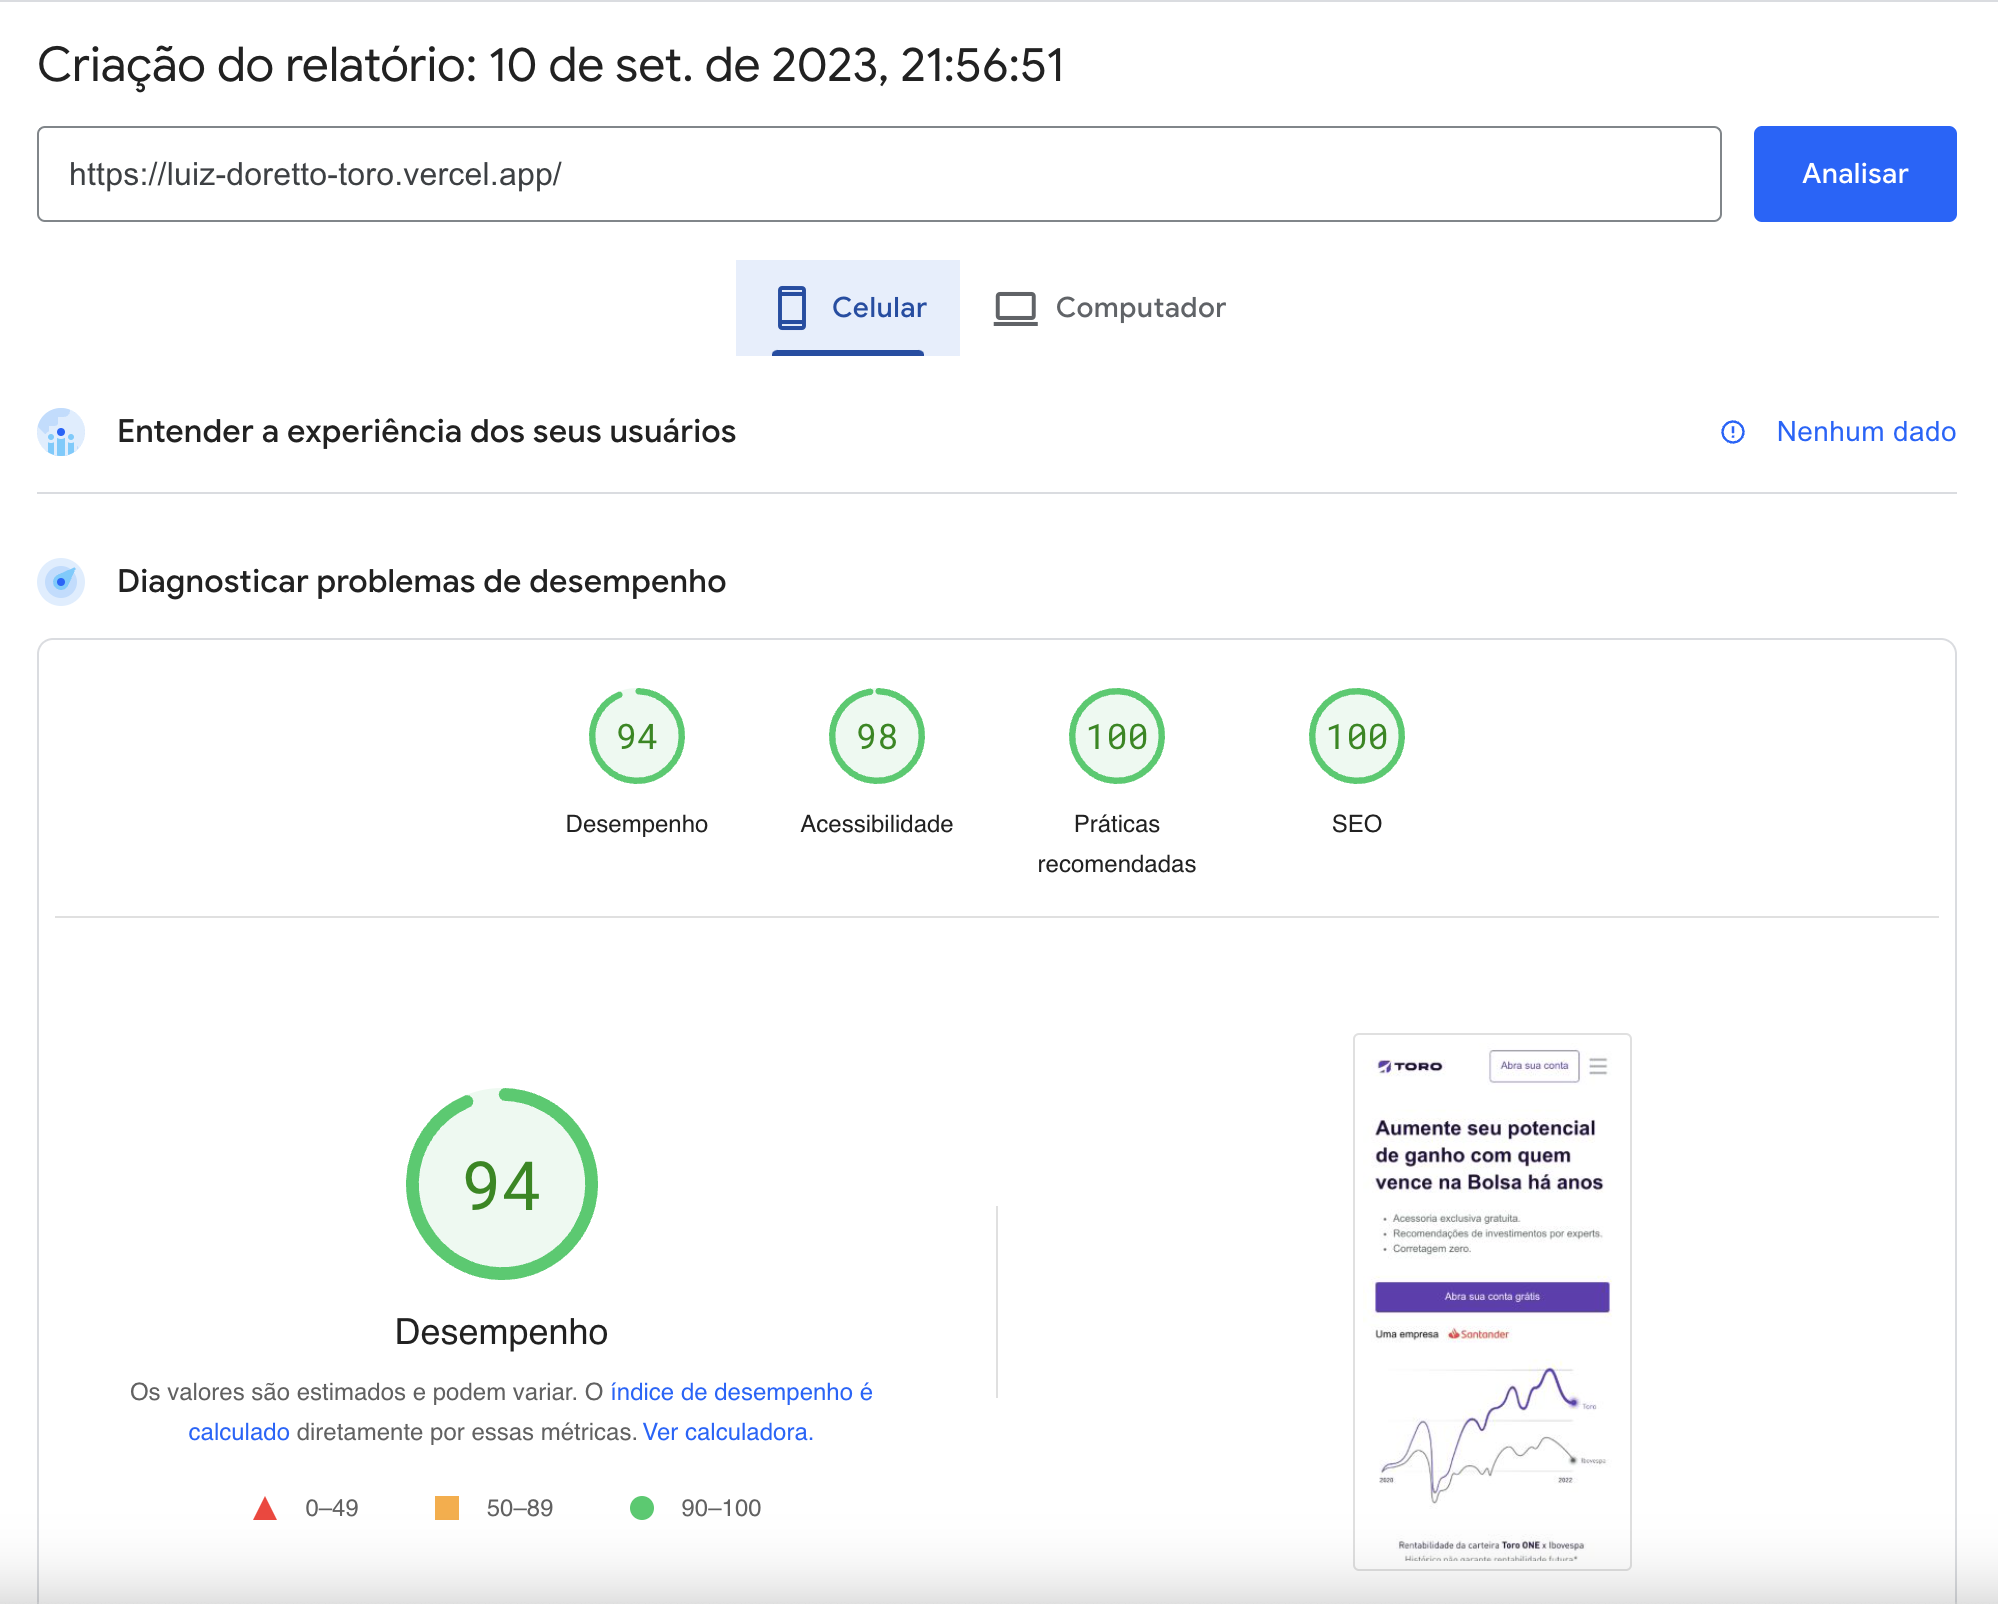 Criação do relatório: 10 de set. de 2023, 21:56:51
https://luiz-doretto-toro.vercel.app/
Analisar
Celular
Computador
Entender a experiência dos seus usuários
Nenhum dado
Diagnosticar problemas de desempenho
94
98
100
100
Desempenho
Acessibilidade
Práticas
recomendadas
SEO
94
Desempenho
Os valores são estimados e podem variar. O índice de desempenho é
calculado diretamente por essas métricas. Ver calculadora.
0–49
50–89
90–100
TORO
Abra sua conta
Aumente seu potencial
de ganho com quem
vence na Bolsa há anos
• Acessoria exclusiva gratuita.
• Recomendações de investimentos por experts.
• Corretagem zero.
Abra sua conta grátis
Uma empresa Santander
Toro
Ibovespa
2020
2022
Rentabilidade da carteira Toro ONE x Ibovespa
Histórico não garante rentabilidade futura*